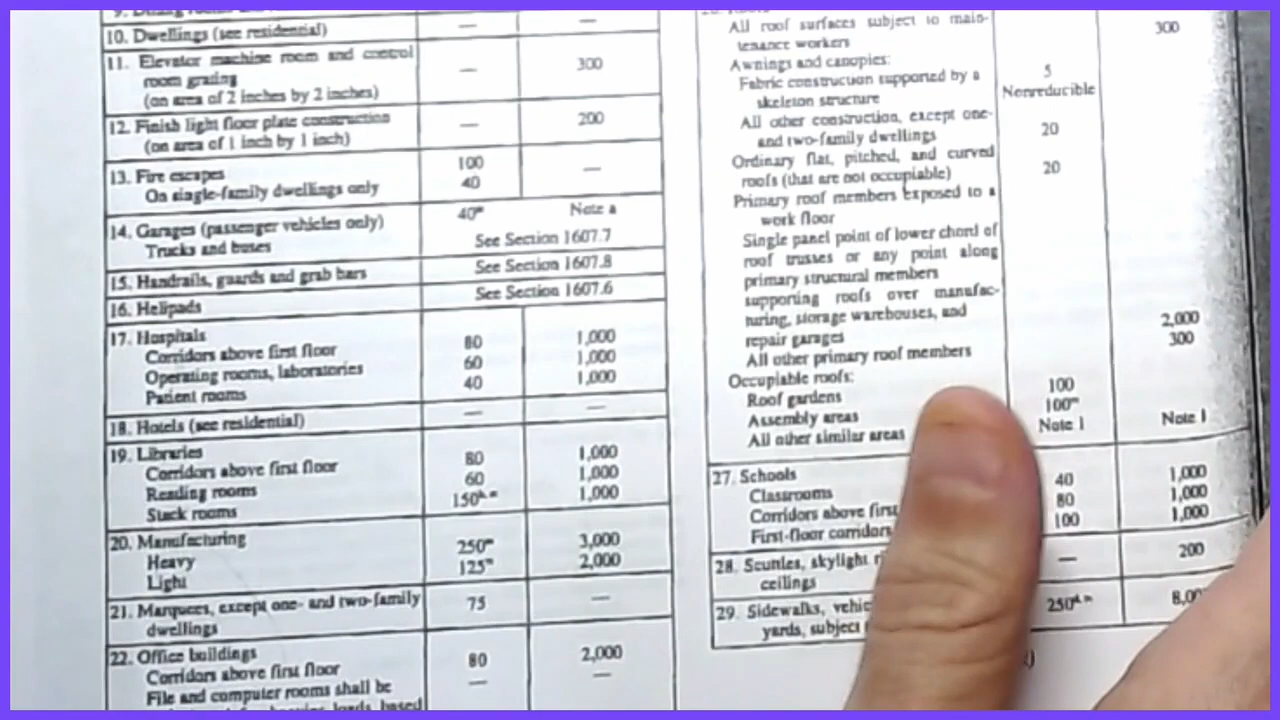 10. Dwellings (see residential) — —
11. Elevator machine room and control
room grating — 300
(on area of 2 inches by 2 inches)
12. Finish light floor plate construction — 200
(on area of 1 inch by 1 inch)
13. Fire escapes 100 —
On single-family dwellings only 40
14. Garages (passenger vehicles only) 40m Note a
Trucks and buses See Section 1607.7
15. Handrails, guards and grab bars See Section 1607.8
16. Helipads See Section 1607.6
17. Hospitals
Corridors above first floor 80 1,000
Operating rooms, laboratories 60 1,000
Patient rooms 40 1,000
18. Hotels (see residential) — —
19. Libraries
Corridors above first floor 80 1,000
Reading rooms 60 1,000
Stack rooms 150 1,000
20. Manufacturing
Heavy 250m 3,000
Light 125m 2,000
21. Marquees, except one- and two-family 75 —
dwellings
22. Office buildings
Corridors above first floor 80 2,000
File and computer rooms shall be — —
loads based
All roof surfaces subject to main- 300
tenance workers
Awnings and canopies:
Fabric construction supported by a 5
skeleton structure Nonreducible
All other construction, except one- 20
and two-family dwellings
Ordinary flat, pitched, and curved 20
roofs (that are not occupiable)
Primary roof members exposed to a
work floor
Single panel point of lower chord of
roof trusses or any point along
primary structural members
supporting roofs over manufac-
turing, storage warehouses, and
repair garages 2,000
All other primary roof members 300
Occupiable roofs:
Roof gardens 100
Assembly areas 100m
All other similar areas Note l Note l
27. Schools
Classrooms 40 1,000
Corridors above first 80 1,000
First-floor corridors 100 1,000
28. Scuttles, skylight — 200
ceilings
29. Sidewalks, 250
yards, subject